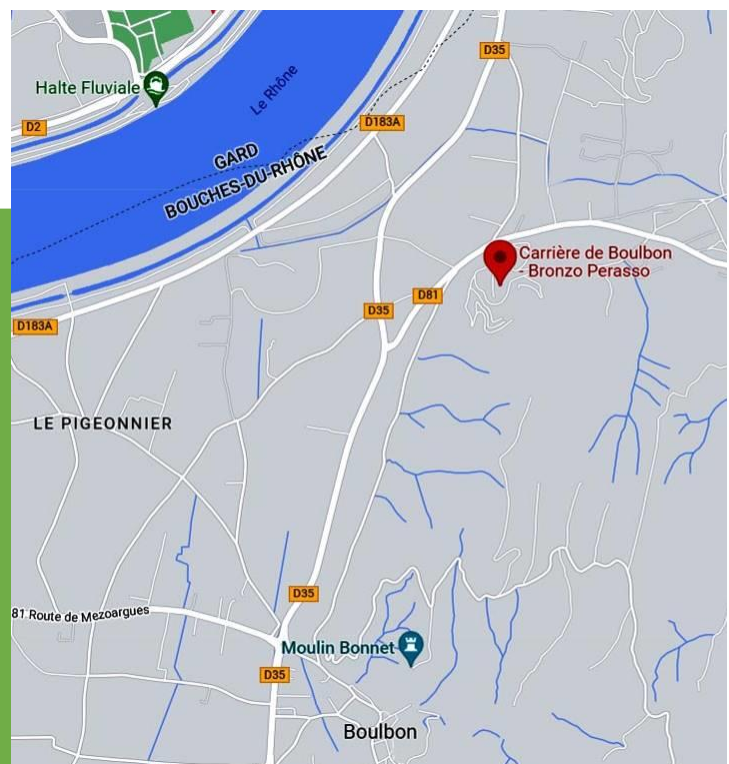 D35
Halte Fluviale
Le Rhône
D2
D183A
GARD
BOUCHES-DU-RHÔNE
Carrière de Boulbon
- Bronzo Perasso
D81
D35
D183A
LE PIGEONNIER
D35
81 Route de Mezoargues
Moulin Bonnet
D35
Boulbon